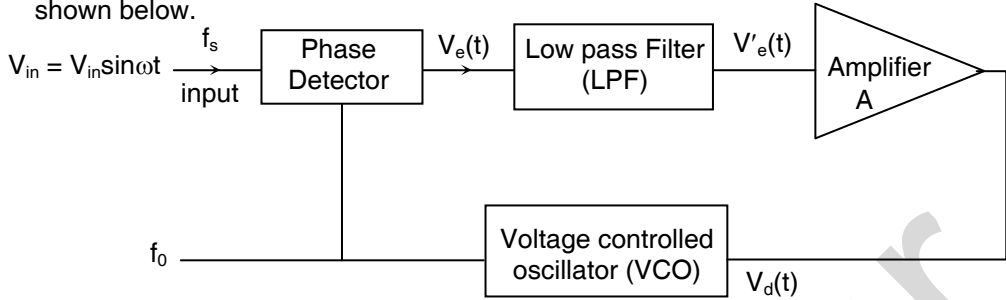 shown below.
V_in = V_in sinωt
f_s
input
Phase
Detector
V_e(t)
Low pass Filter
(LPF)
V′_e(t)
Amplifier
A
f_0
Voltage controlled
oscillator (VCO)
V_d(t)
r